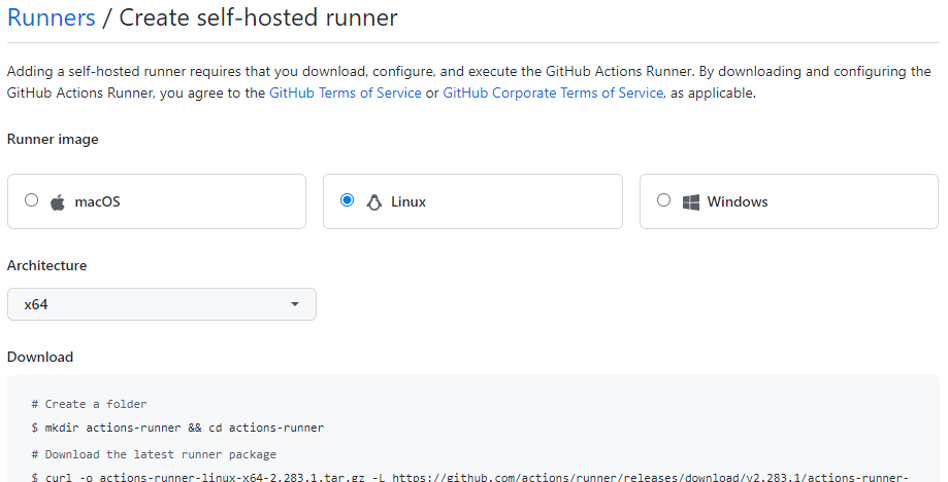 Runners / Create self-hosted runner
Adding a self-hosted runner requires that you download, configure, and execute the GitHub Actions Runner. By downloading and configuring the
GitHub Actions Runner, you agree to the GitHub Terms of Service or GitHub Corporate Terms of Service, as applicable.
Runner image
macOS
Linux
Windows
Architecture
x64
Download
# Create a folder
$ mkdir actions-runner && cd actions-runner
# Download the latest runner package
$ curl -o actions-runner-linux-x64-2.283.1.tar.gz -L https://github.com/actions/runner/releases/download/v2.283.1/actions-runner-